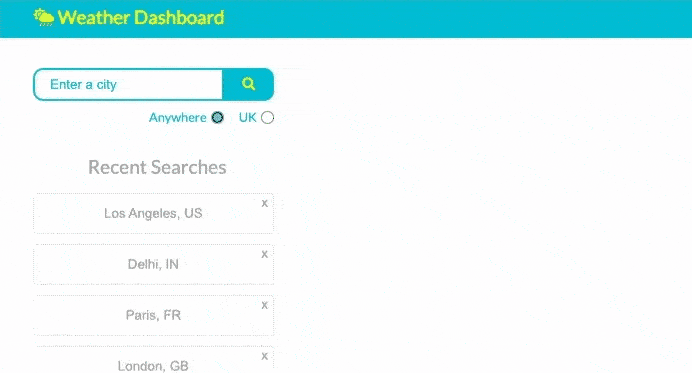 Weather Dashboard
Enter a city
Anywhere UK
Recent Searches
x
Los Angeles, US
x
Delhi, IN
x
Paris, FR
x
London, GB